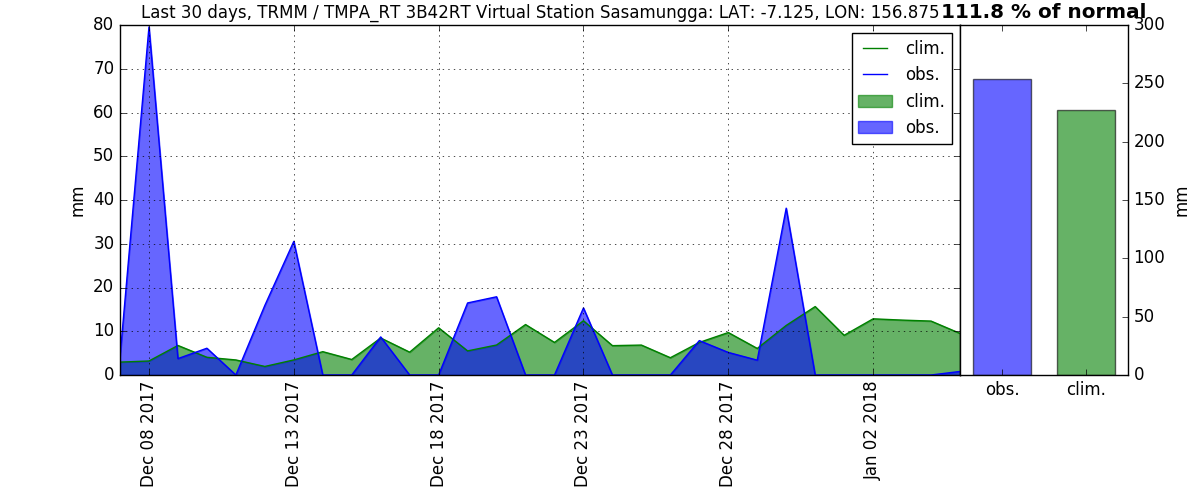 Last 30 days, TRMM / TMPA_RT 3B42RT Virtual Station Sasamungga: LAT: -7.125, LON: 156.875
111.8 % of normal
80
70
60
50
40
30
20
10
0
mm
clim.
obs.
clim.
obs.
Dec 08 2017
Dec 13 2017
Dec 18 2017
Dec 23 2017
Dec 28 2017
Jan 02 2018
300
250
200
150
100
50
0
mm
obs.
clim.